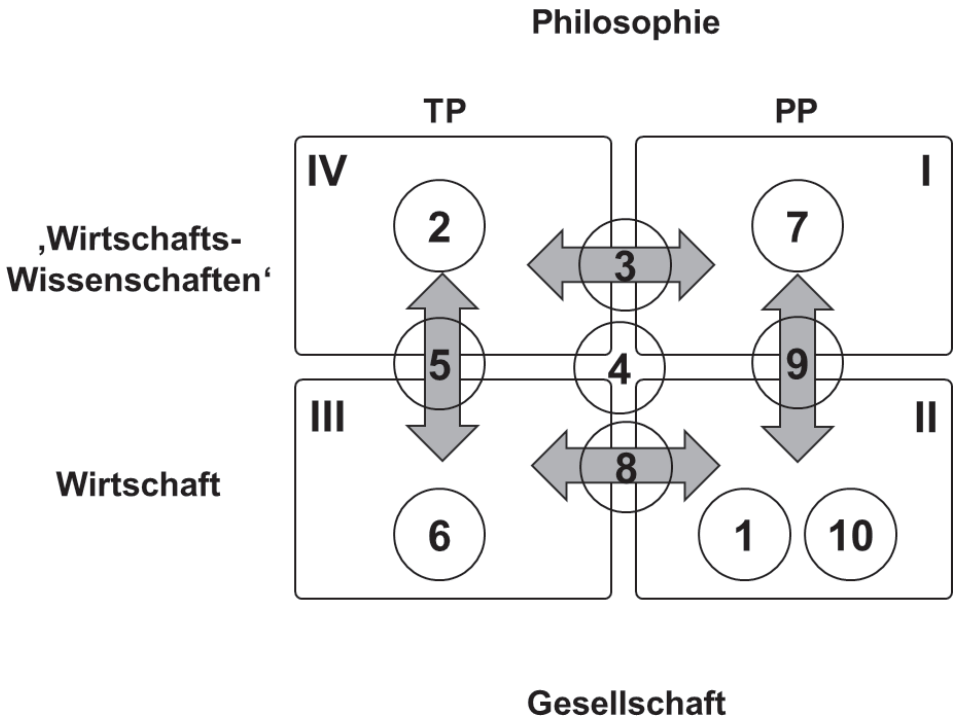 Philosophie
TP
PP
IV
I
2
7
‚Wirtschafts-
Wissenschaften‘
3
5
4
9
III
II
8
Wirtschaft
6
1
10
Gesellschaft